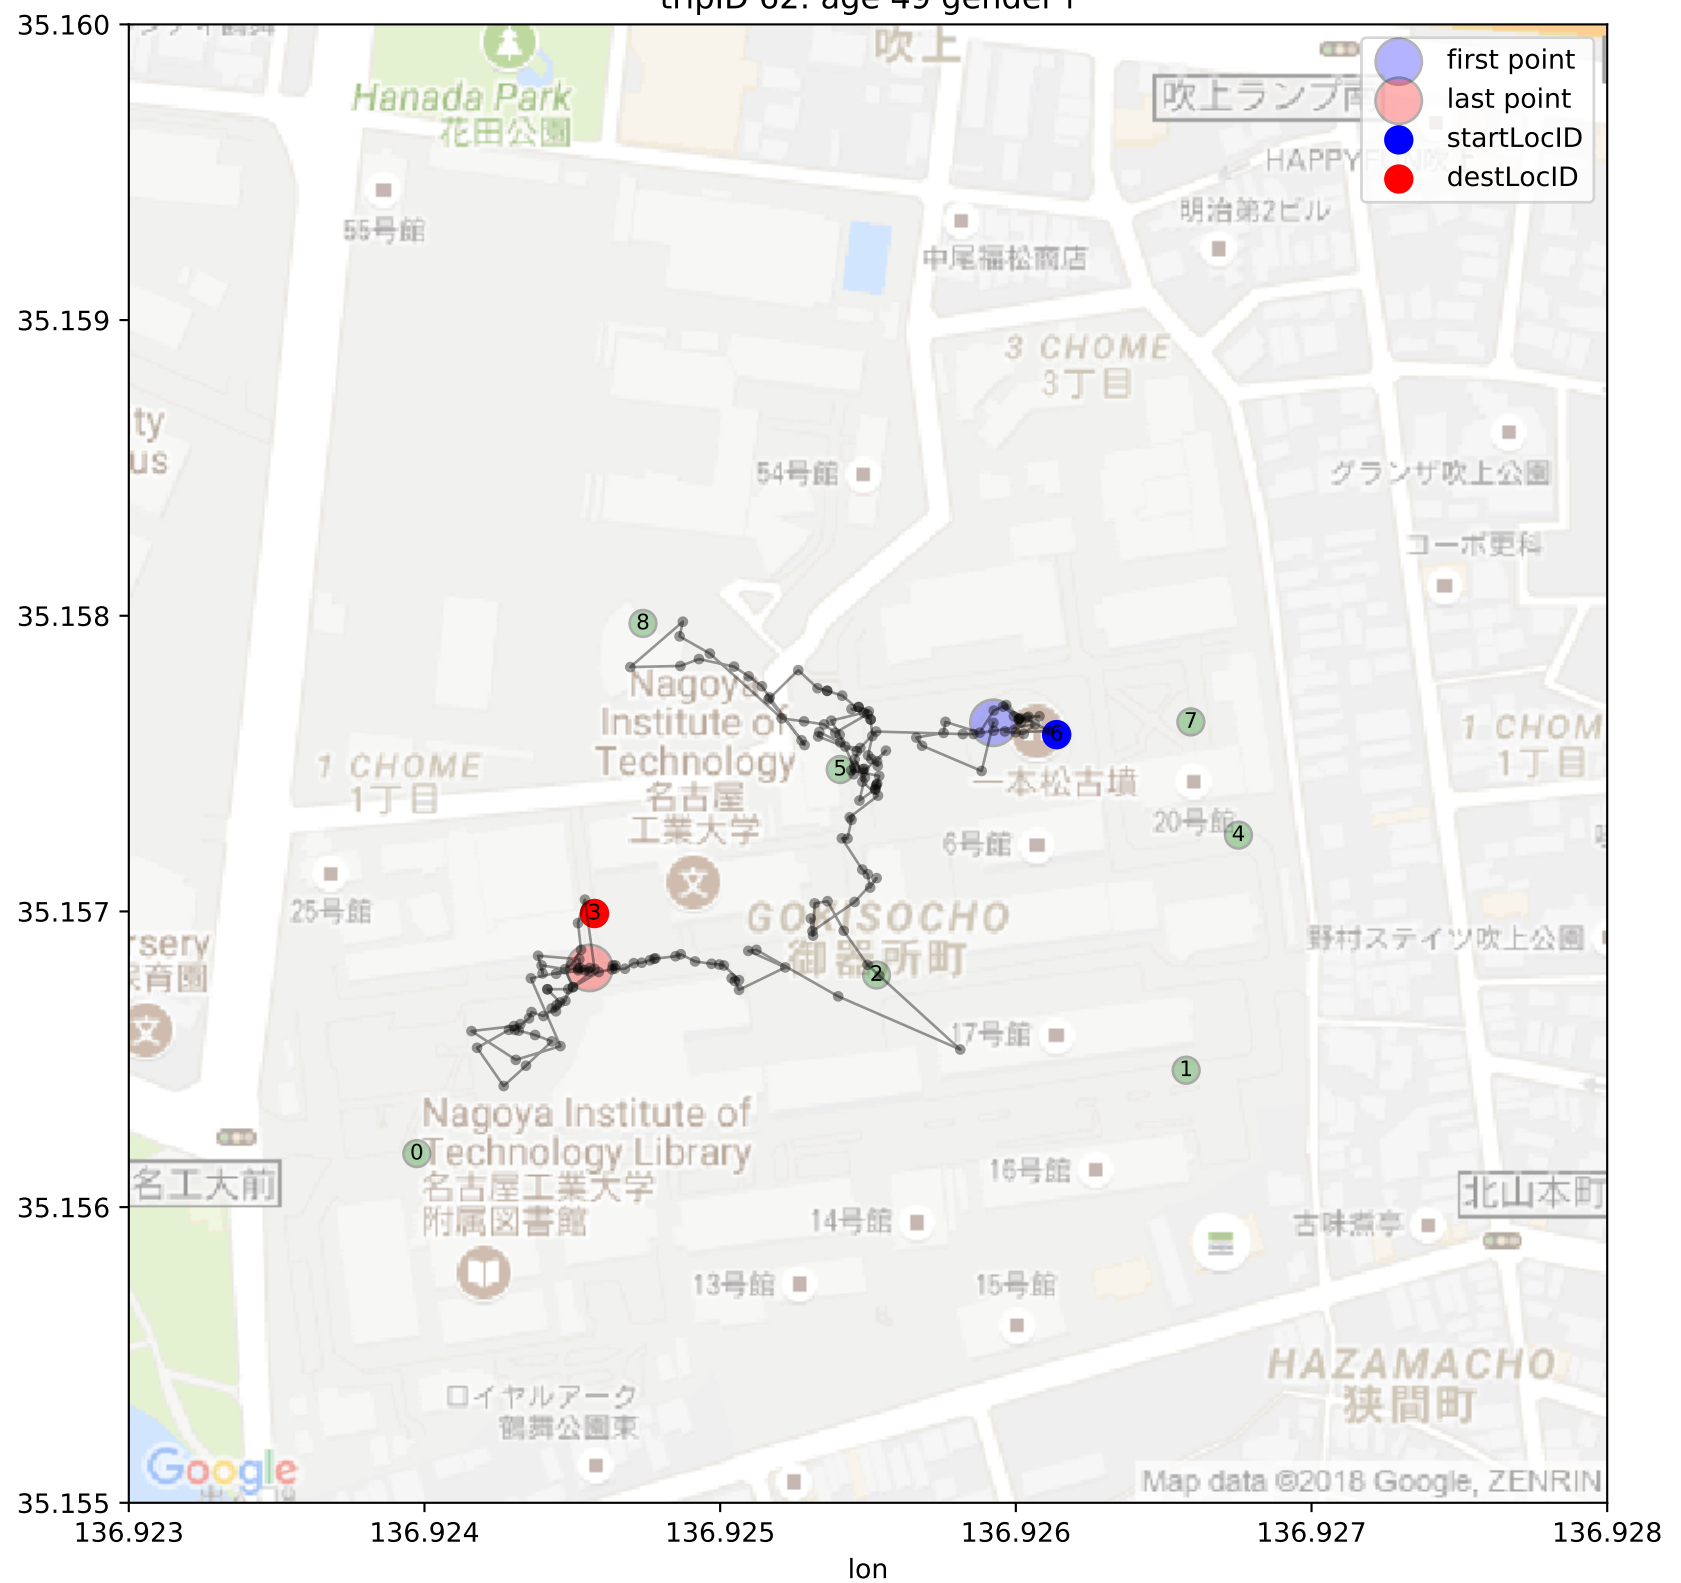 tripID 62: age 49 gender F
35.160
35.159
35.158
35.157
35.156
35.155
136.923
136.924
136.925
136.926
136.927
136.928
lon
first point
last point
startLocID
destLocID
Hanada Park
花田公園
吹上
吹上ランプ南
HAPPY
明治第2ビル
中尾福松商店
55号館
3 CHOME
3丁目
ty
us
54号館
グランザ吹上公園
コーポ更科
8
Nagoya
Institute of
Technology
名古屋
工業大学
1 CHOME
1丁目
5
6
7
一本松古墳
1 CHOM
1丁目
20号館
4
6号館
25号館
3
GOKISOCHO
御器所町
2
野村ステイツ吹上公園
rsery
保育園
17号館
1
Nagoya Institute of
Technology Library
名古屋工業大学
附属図書館
0
名工大前
16号館
北山本町
14号館
古味煮亭
13号館
15号館
HAZAMACHO
狭間町
ロイヤルアーク
鶴舞公園東
Google
Map data ©2018 Google, ZENRIN